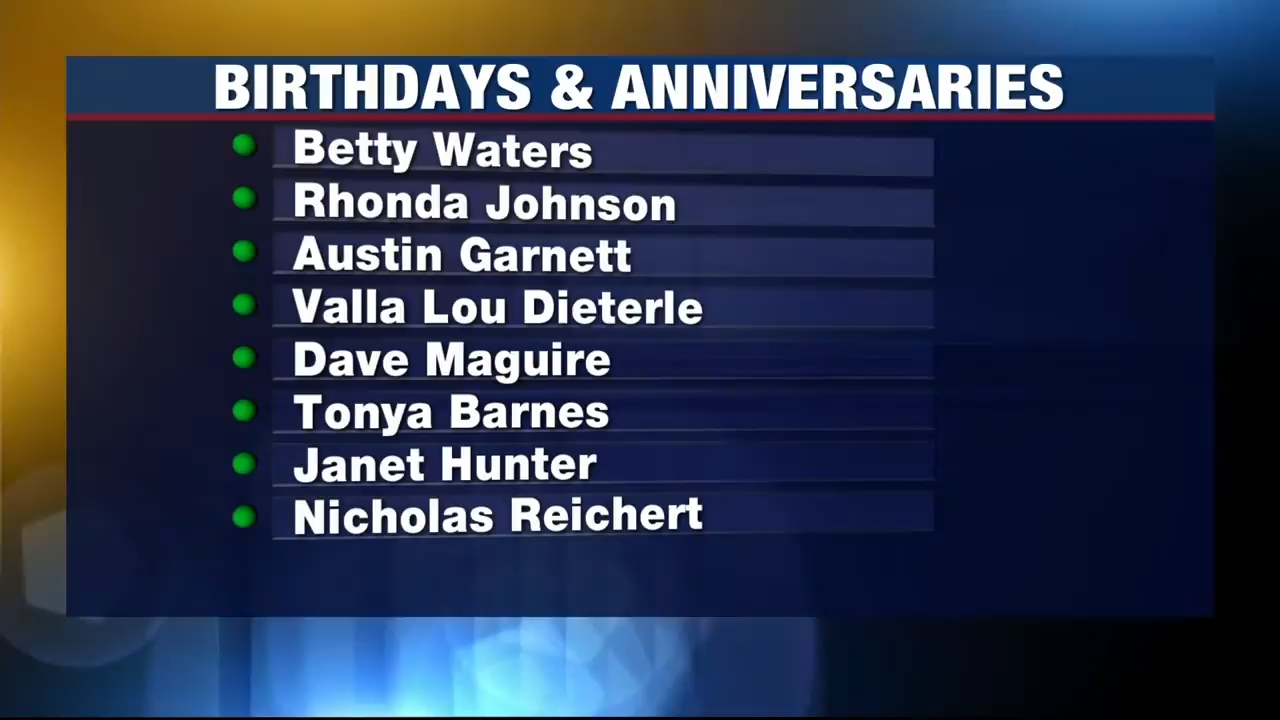 BIRTHDAYS & ANNIVERSARIES
Betty Waters
Rhonda Johnson
Austin Garnett
Valla Lou Dieterle
Dave Maguire
Tonya Barnes
Janet Hunter
Nicholas Reichert